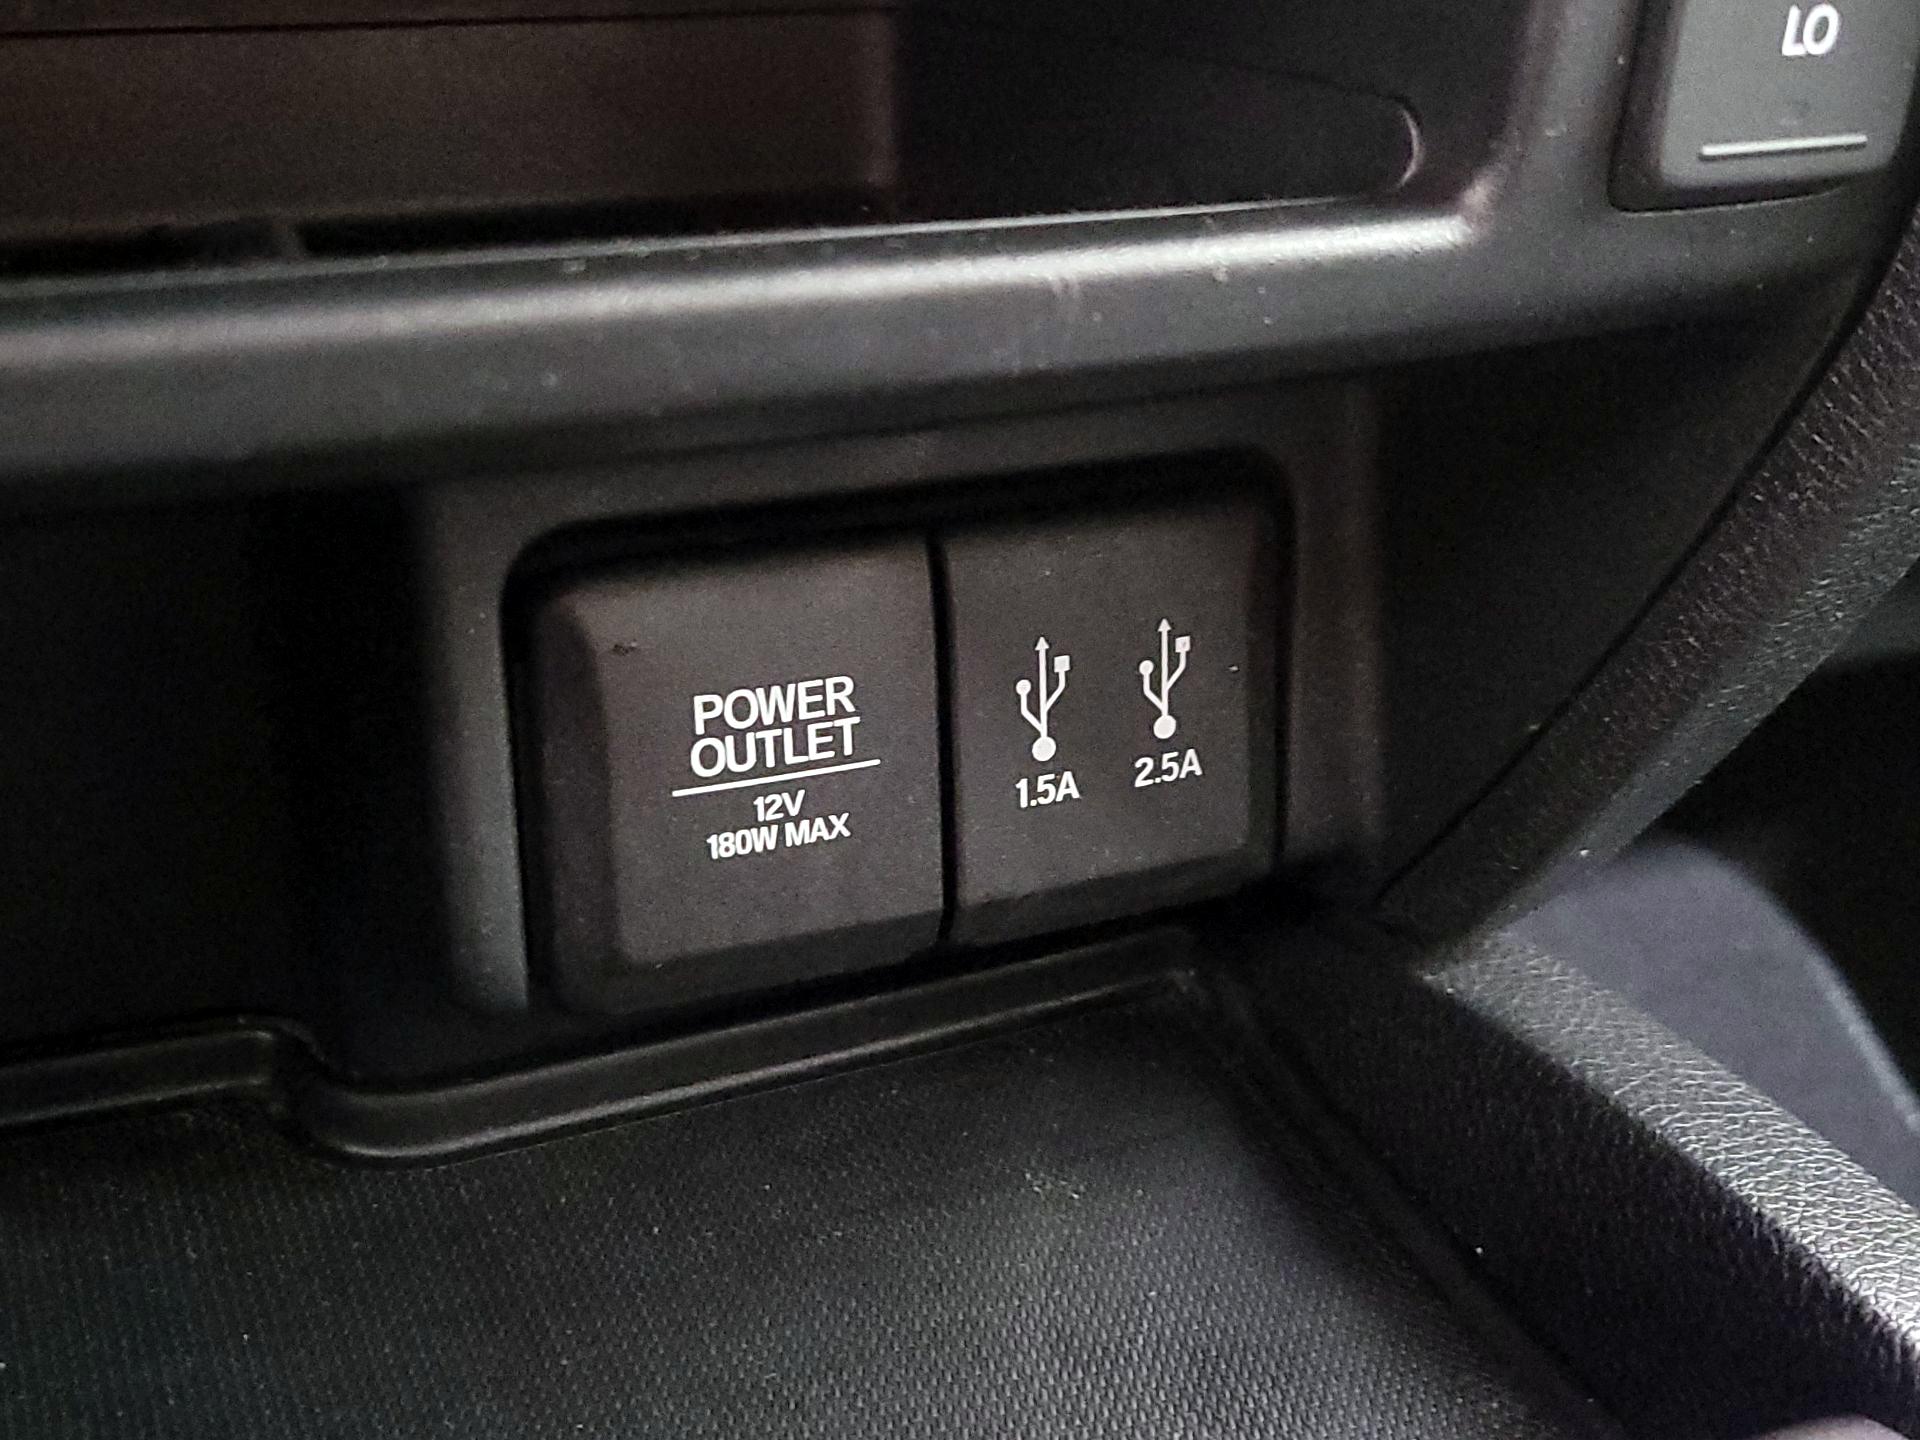 LO
POWER
OUTLET
12V
180W MAX
1.5A
2.5A